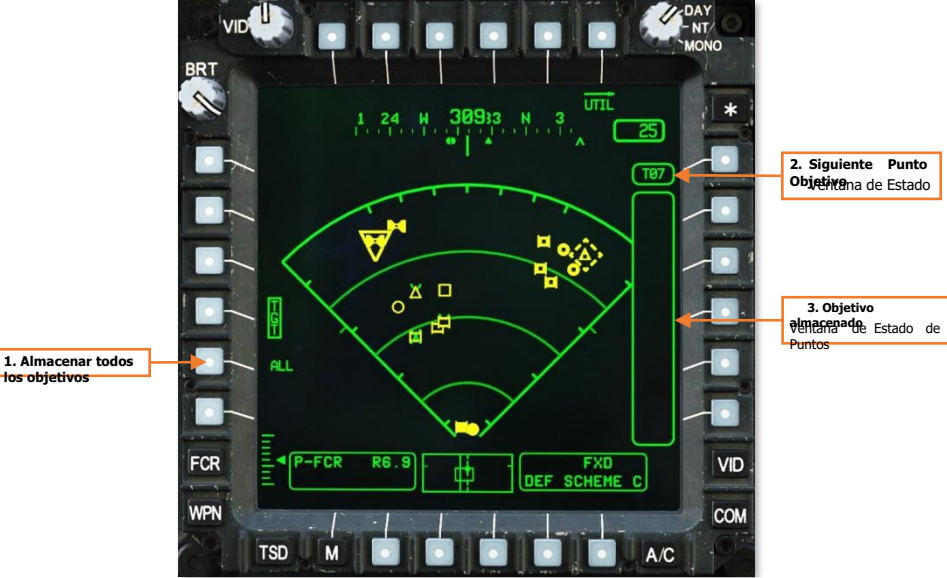 VID
DAY
NT
MONO
BRT
UTIL
1 24 W 309 33 N 3
25
T07
2. Siguiente Punto
Objetivo
Ventana de Estado
TGT
3. Objetivo
almacenado
Ventana de Estado de
Puntos
1. Almacenar todos
los objetivos
ALL
FCR
P-FCR R6.9
FXD
DEF SCHEME C
VID
WPN
COM
TSD
M
A/C